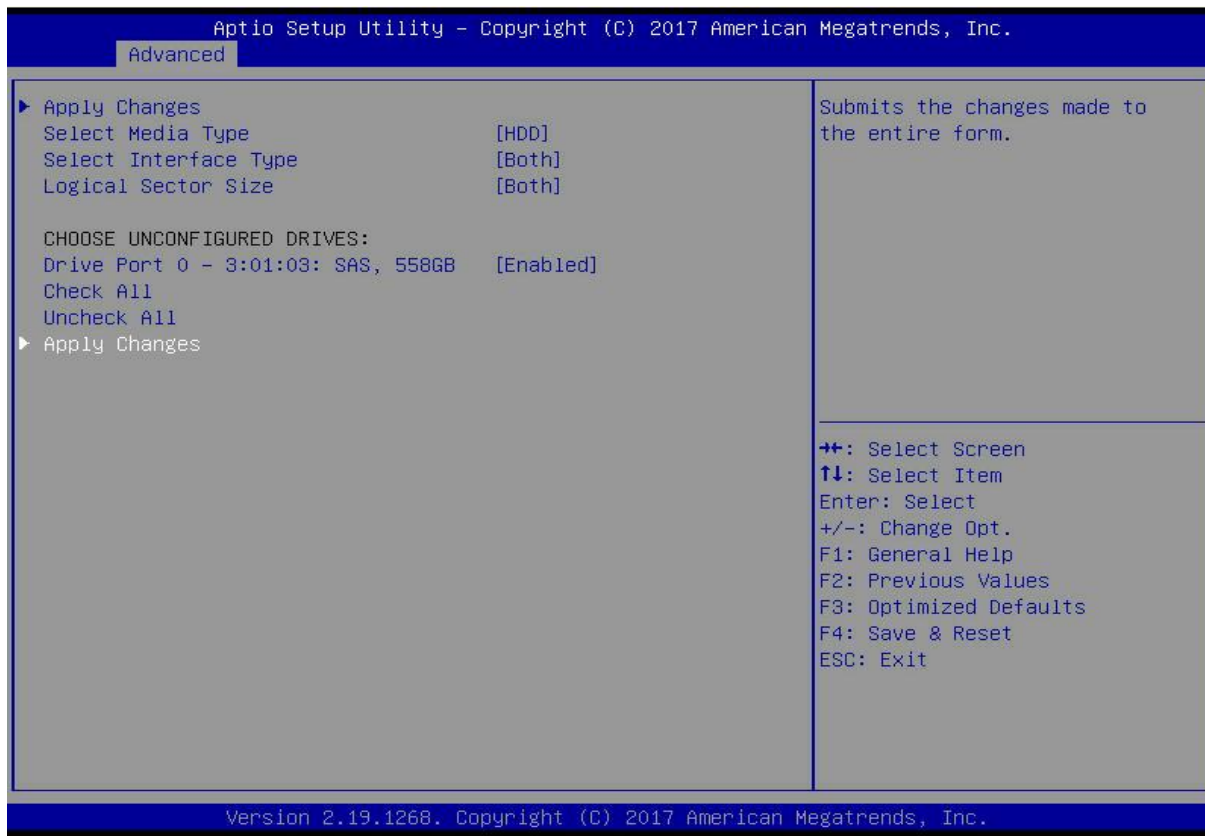 Aptio Setup Utility – Copyright (C) 2017 American Megatrends, Inc.
Advanced
▶ Apply Changes
Select Media Type [HDD]
Select Interface Type [Both]
Logical Sector Size [Both]
CHOOSE UNCONFIGURED DRIVES:
Drive Port 0 – 3:01:03: SAS, 558GB [Enabled]
Check All
Uncheck All
▶ Apply Changes
Submits the changes made to
the entire form.
→←: Select Screen
↑↓: Select Item
Enter: Select
+/-: Change Opt.
F1: General Help
F2: Previous Values
F3: Optimized Defaults
F4: Save & Reset
ESC: Exit
Version 2.19.1268. Copyright (C) 2017 American Megatrends, Inc.